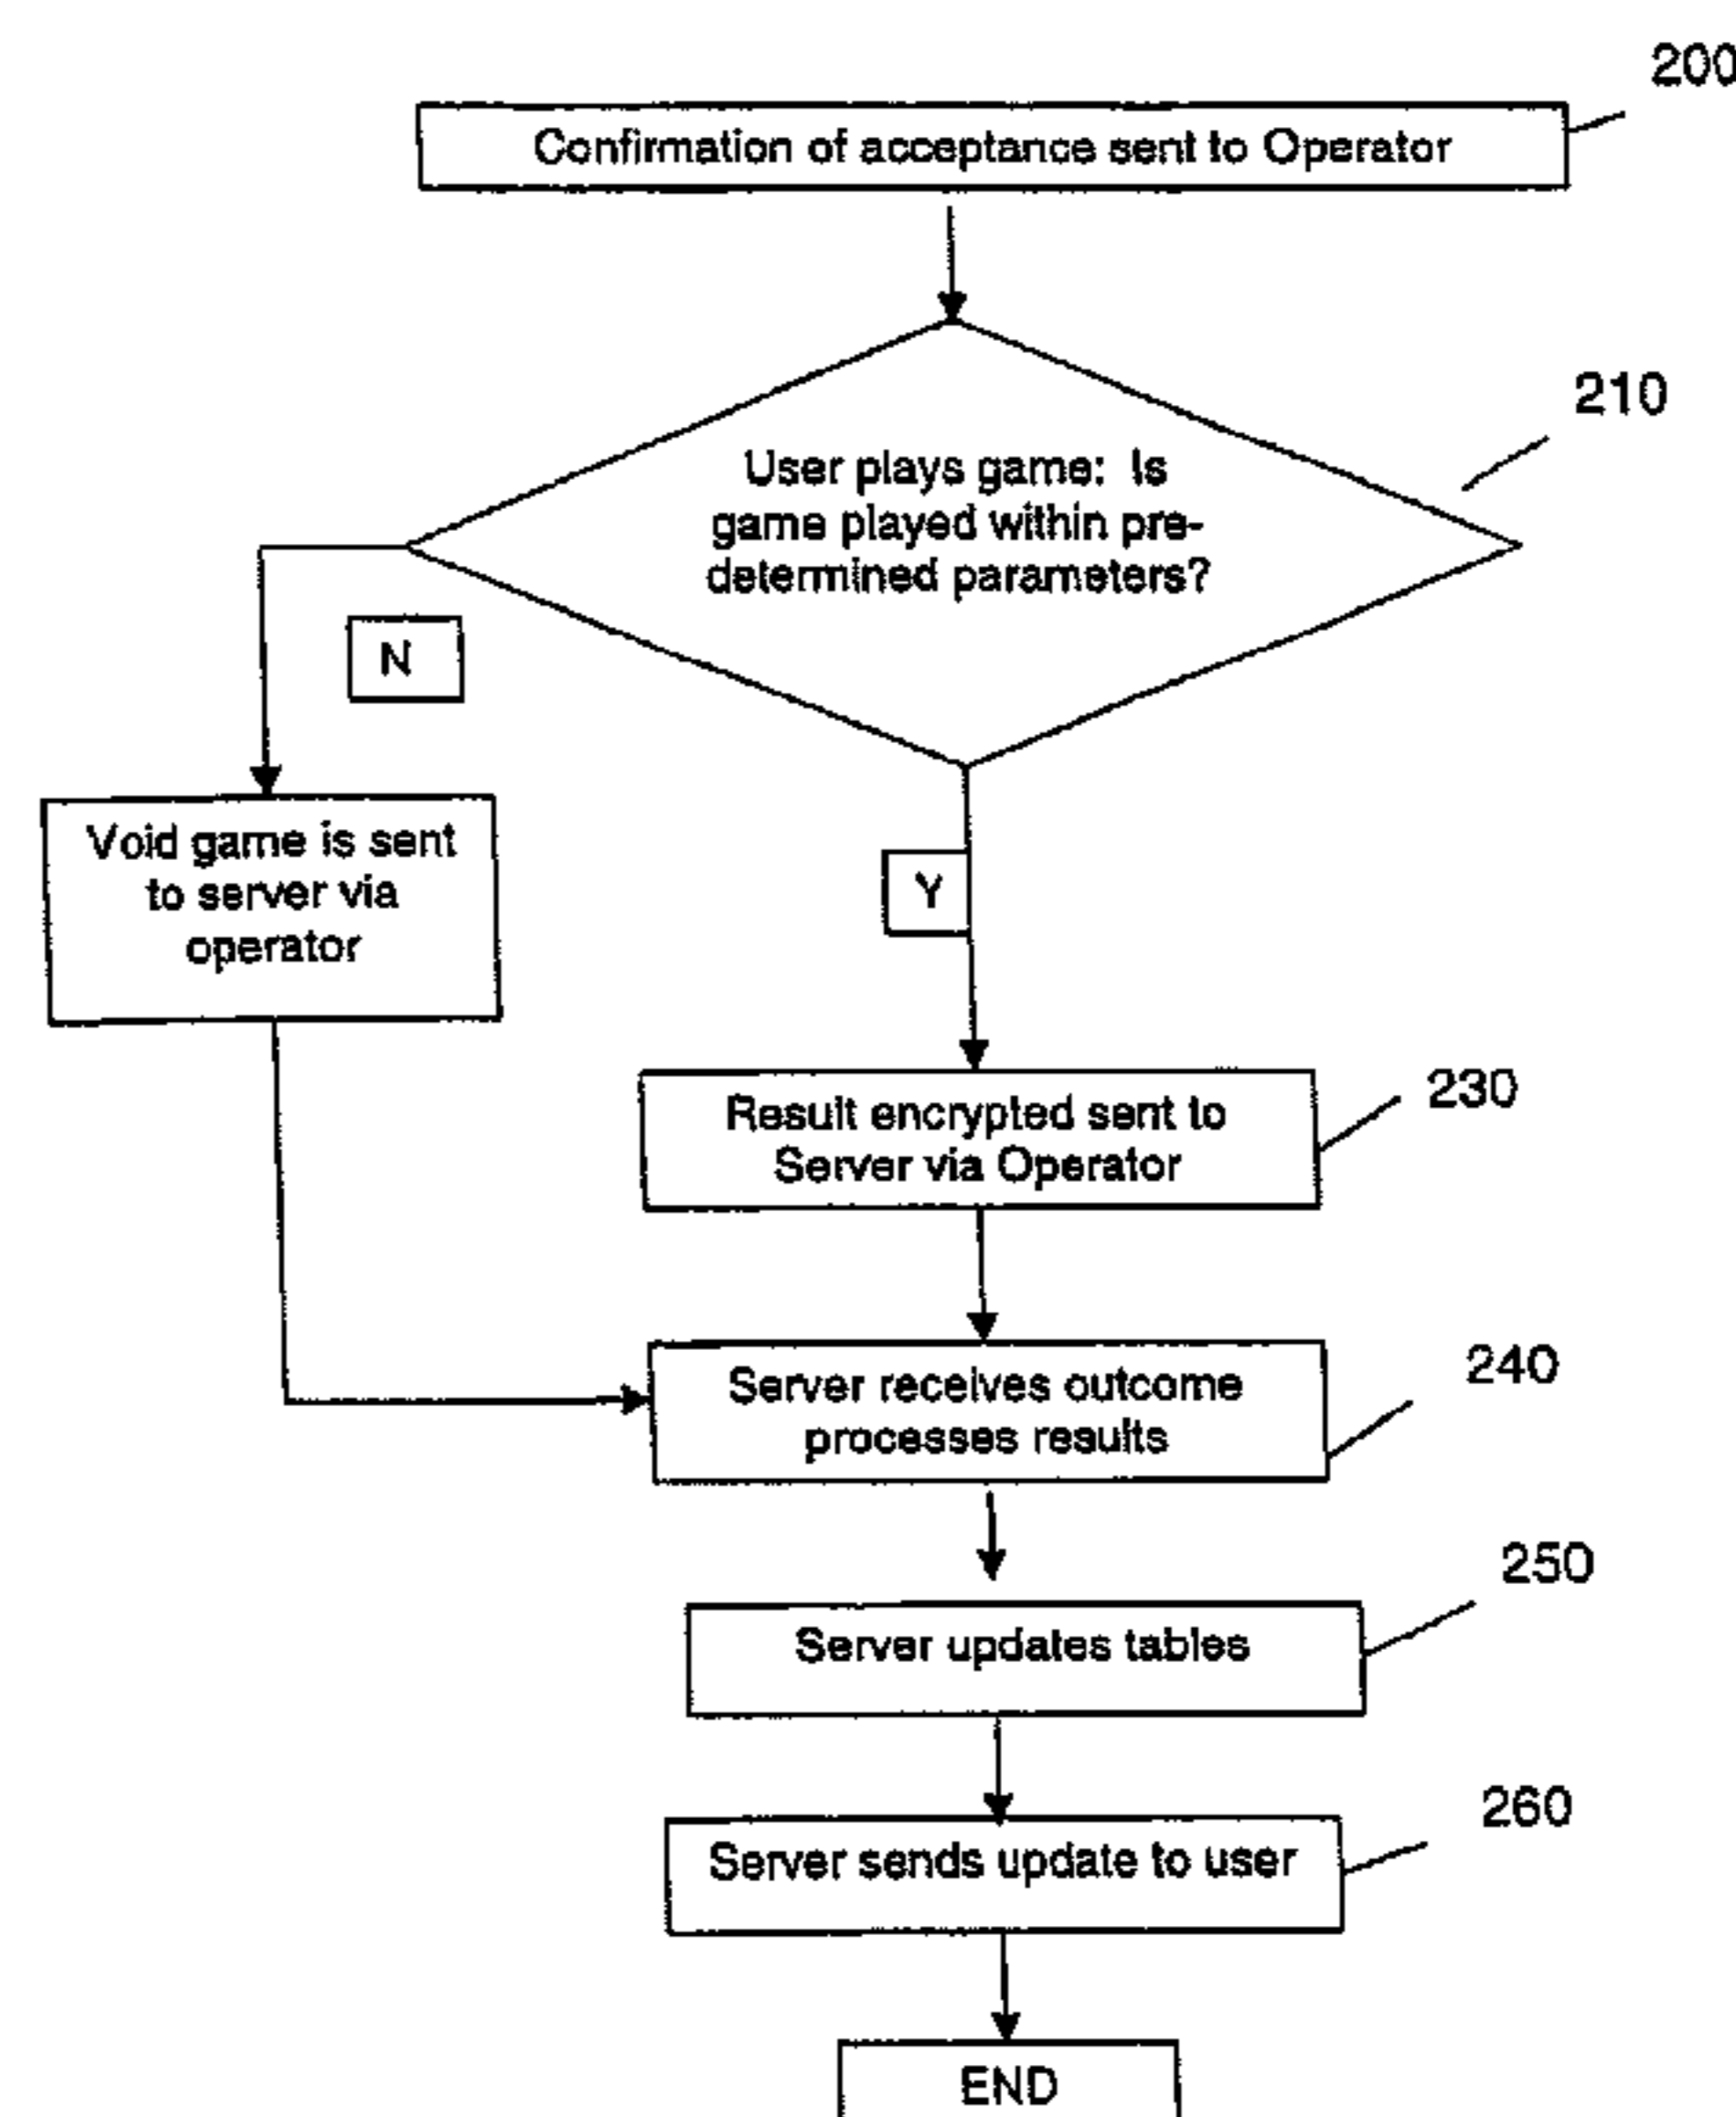 200
Confirmation of acceptance sent to Operator
210
User plays game: Is
game played within pre-
determined parameters?
N
Void game is sent
to server via
operator
Y
230
Result encrypted sent to
Server via Operator
240
Server receives outcome
processes results
250
Server updates tables
260
Server sends update to user
END